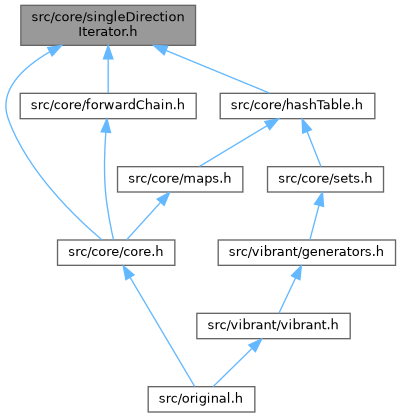 src/core/singleDirection
Iterator.h
src/core/forwardChain.h
src/core/hashTable.h
src/core/maps.h
src/core/sets.h
src/core/core.h
src/vibrant/generators.h
src/vibrant/vibrant.h
src/original.h